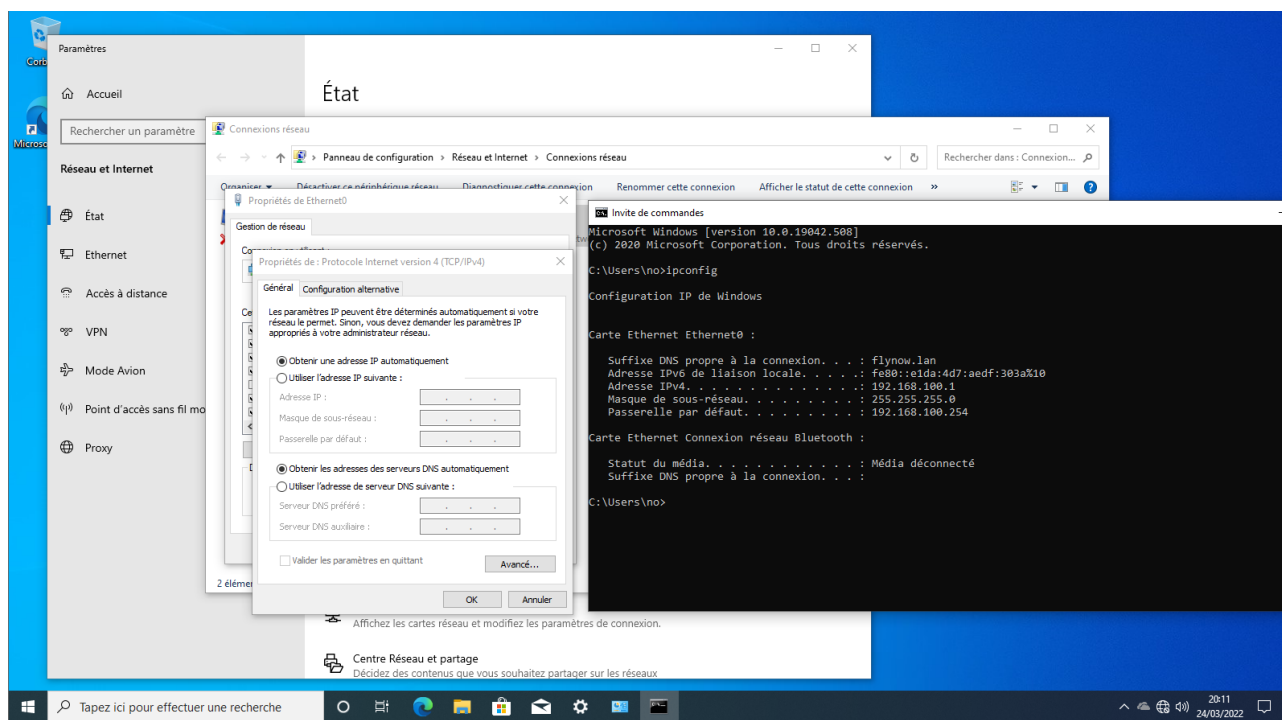 Paramètres
Accueil
État
Rechercher un paramètre
Réseau et Internet
État
Ethernet
Accès à distance
VPN
Mode Avion
Point d'accès sans fil mo
Proxy
Connexions réseau
Panneau de configuration › Réseau et Internet › Connexions réseau
Rechercher dans : Connexion...
Organiser Désactiver ce périphérique réseau Diagnostiquer cette connexion Renommer cette connexion Afficher le statut de cette connexion »
Propriétés de Ethernet0
Gestion de réseau
Propriétés de : Protocole Internet version 4 (TCP/IPv4)
Général Configuration alternative
Les paramètres IP peuvent être déterminés automatiquement si votre
réseau le permet. Sinon, vous devez demander les paramètres IP
appropriés à votre administrateur réseau.
Obtenir une adresse IP automatiquement
Utiliser l'adresse IP suivante :
Adresse IP :
Masque de sous-réseau :
Passerelle par défaut :
Obtenir les adresses des serveurs DNS automatiquement
Utiliser l'adresse de serveur DNS suivante :
Serveur DNS préféré :
Serveur DNS auxiliaire :
Valider les paramètres en quittant
Avancé...
OK Annuler
2 éléme
Invite de commandes
Microsoft Windows [version 10.0.19042.508]
(c) 2020 Microsoft Corporation. Tous droits réservés.
C:\Users\no>ipconfig
Configuration IP de Windows
Carte Ethernet Ethernet0 :
Suffixe DNS propre à la connexion. . . : flynow.lan
Adresse IPv6 de liaison locale. . . . .: fe80::e1da:4d7:aedf:303a%10
Adresse IPv4. . . . . . . . . . . . . .: 192.168.100.1
Masque de sous-réseau. . . . . . . . . : 255.255.255.0
Passerelle par défaut. . . . . . . . . : 192.168.100.254
Carte Ethernet Connexion réseau Bluetooth :
Statut du média. . . . . . . . . . . . : Média déconnecté
Suffixe DNS propre à la connexion. . . :
C:\Users\no>
Affichez les cartes réseau et modifiez les paramètres de connexion.
Centre Réseau et partage
Décidez des contenus que vous souhaitez partager sur les réseaux
Corb
Microso
Tapez ici pour effectuer une recherche
20:11
24/03/2022